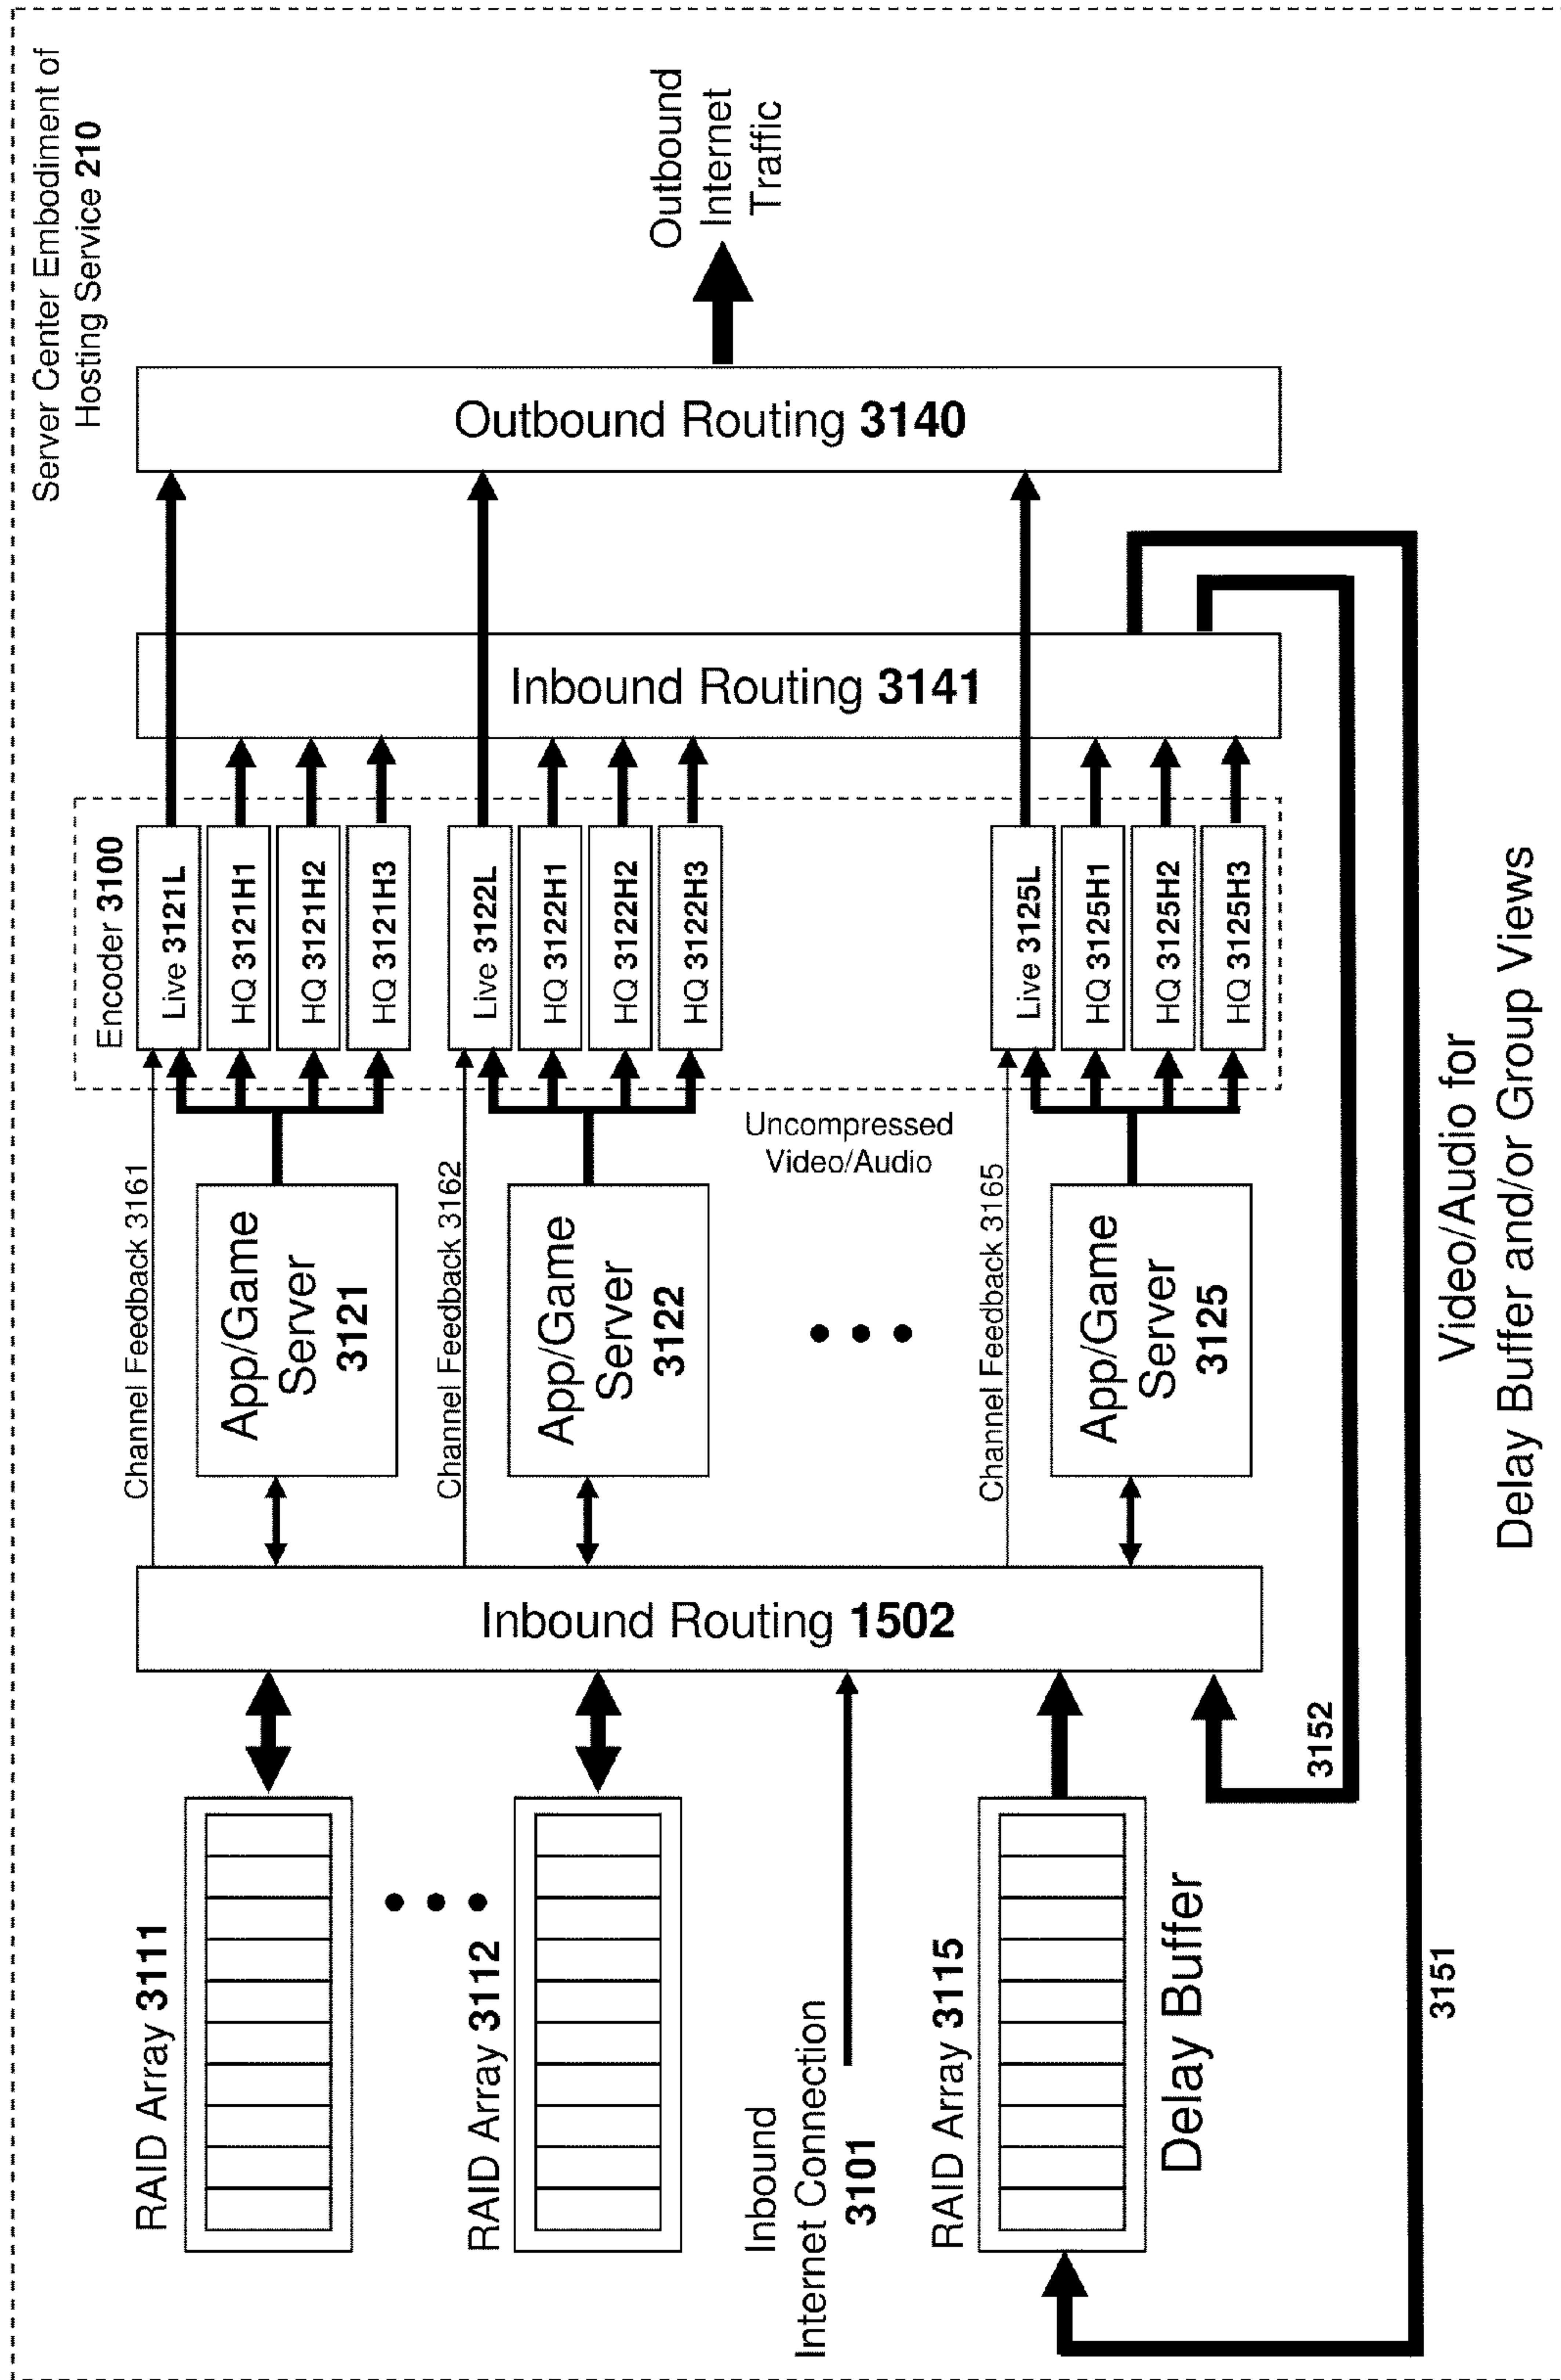 Server Center Embodiment of
Hosting Service 210
RAID Array 3111
RAID Array 3112
Inbound
Internet Connection
3101
RAID Array 3115
Delay Buffer
Inbound Routing 1502
Channel Feedback 3161
App/Game
Server
3121
Channel Feedback 3162
App/Game
Server
3122
Channel Feedback 3165
App/Game
Server
3125
Uncompressed
Video/Audio
Encoder 3100
Live 3121L
HQ 3121H1
HQ 3121H2
HQ 3121H3
Live 3122L
HQ 3122H1
HQ 3122H2
HQ 3122H3
Live 3125L
HQ 3125H1
HQ 3125H2
HQ 3125H3
Inbound Routing 3141
Outbound Routing 3140
Outbound
Internet
Traffic
3152
3151
Video/Audio for
Delay Buffer and/or Group Views